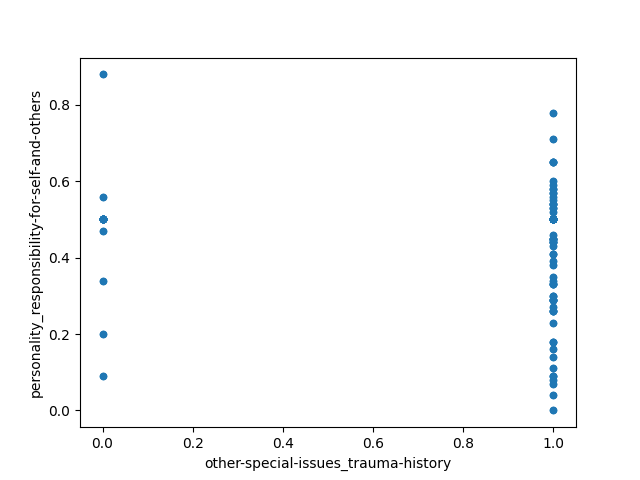 0.8
0.6
0.4
0.2
0.0
personality_responsibility-for-self-and-others
0.0 0.2 0.4 0.6 0.8 1.0
other-special-issues_trauma-history